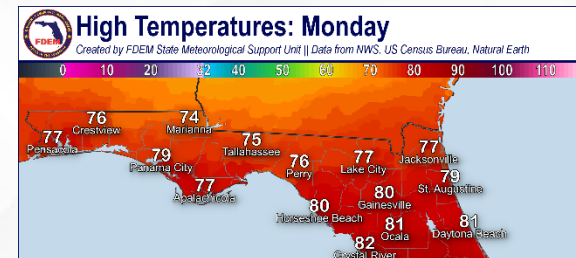 FDEM
High Temperatures: Monday
Created by FDEM State Meteorological Support Unit || Data from NWS, US Census Bureau, Natural Earth
0 10 20 32 40 50 60 70 80 90 100 110
76
Crestview
74
Marianna
77
Pensacola
79
Panama City
75
Tallahassee
77
Apalachicola
76
Perry
77
Lake City
77
Jacksonville
79
St. Augustine
80
Horseshoe Beach
80
Gainesville
81
Ocala
81
Daytona Beach
82
Crystal River